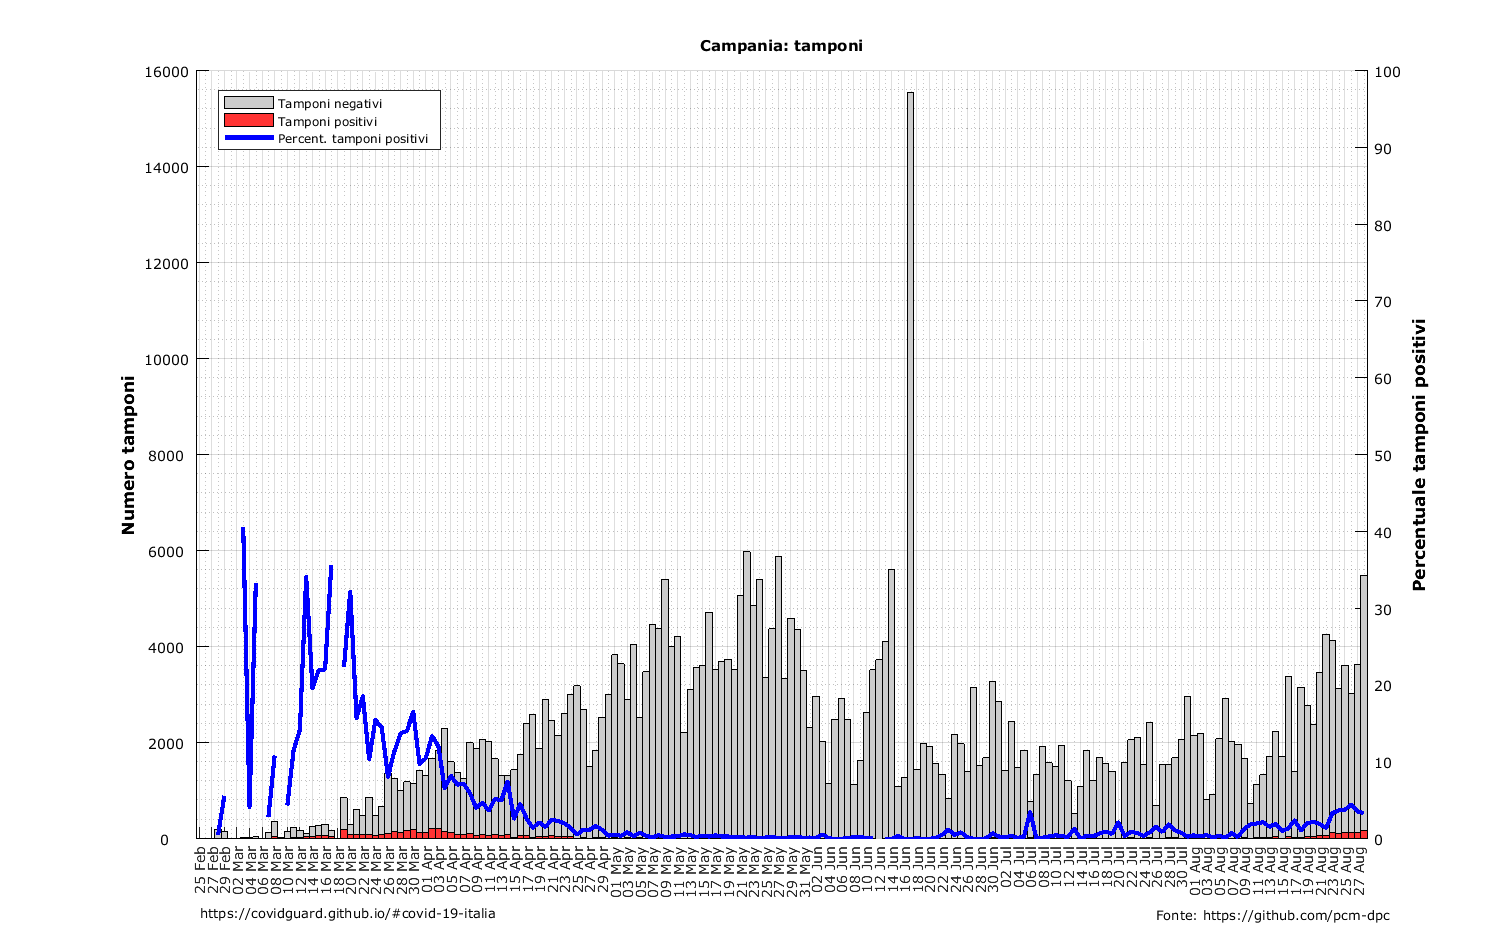 Campania: tamponi
Tamponi negativi
Tamponi positivi
Percent. tamponi positivi
Numero tamponi
16000
14000
12000
10000
8000
6000
4000
2000
0
Percentuale tamponi positivi
100
90
80
70
60
50
40
30
20
10
0
25 Feb
27 Feb
29 Feb
02 Mar
04 Mar
06 Mar
08 Mar
10 Mar
12 Mar
14 Mar
16 Mar
18 Mar
20 Mar
22 Mar
24 Mar
26 Mar
28 Mar
30 Mar
01 Apr
03 Apr
05 Apr
07 Apr
09 Apr
11 Apr
13 Apr
15 Apr
17 Apr
19 Apr
21 Apr
23 Apr
25 Apr
27 Apr
29 Apr
01 May
03 May
05 May
07 May
09 May
11 May
13 May
15 May
17 May
19 May
21 May
23 May
25 May
27 May
29 May
31 May
02 Jun
04 Jun
06 Jun
08 Jun
10 Jun
12 Jun
14 Jun
16 Jun
18 Jun
20 Jun
22 Jun
24 Jun
26 Jun
28 Jun
30 Jun
02 Jul
04 Jul
06 Jul
08 Jul
10 Jul
12 Jul
14 Jul
16 Jul
18 Jul
20 Jul
22 Jul
24 Jul
26 Jul
28 Jul
30 Jul
01 Aug
03 Aug
05 Aug
07 Aug
09 Aug
11 Aug
13 Aug
15 Aug
17 Aug
19 Aug
21 Aug
23 Aug
25 Aug
27 Aug
https://covidguard.github.io/#covid-19-italia
Fonte: https://github.com/pcm-dpc